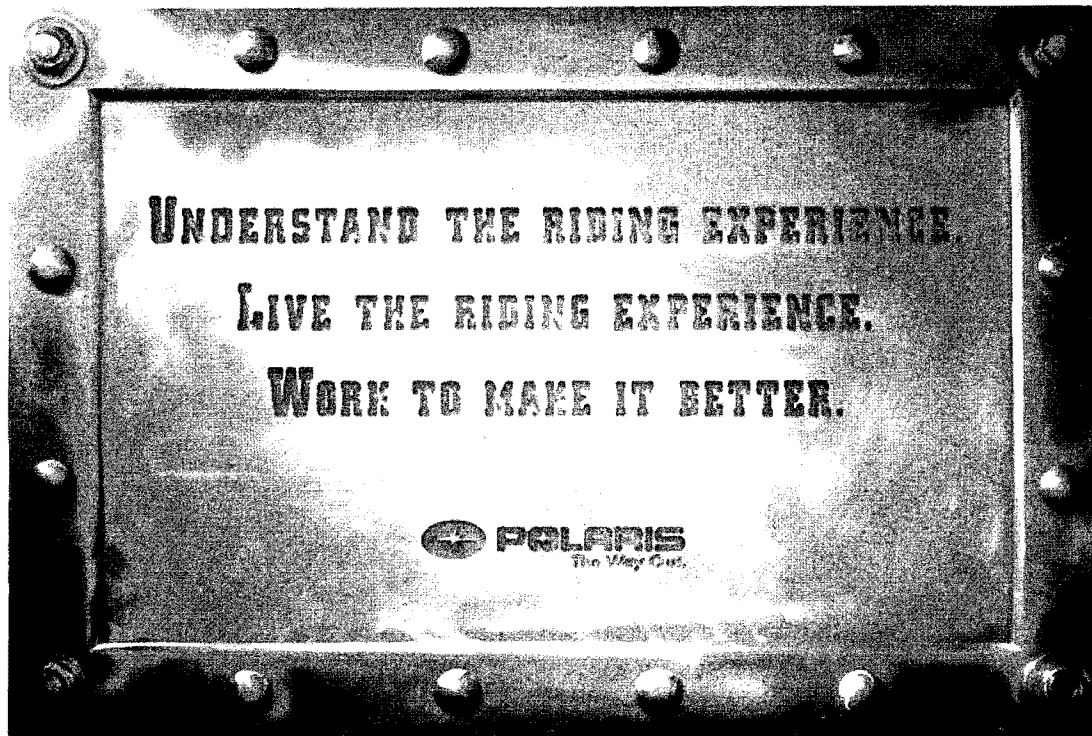 UNDERSTAND THE RIDING EXPERIENCE.
LIVE THE RIDING EXPERIENCE.
WORK TO MAKE IT BETTER.
POLARIS
The Way Out.